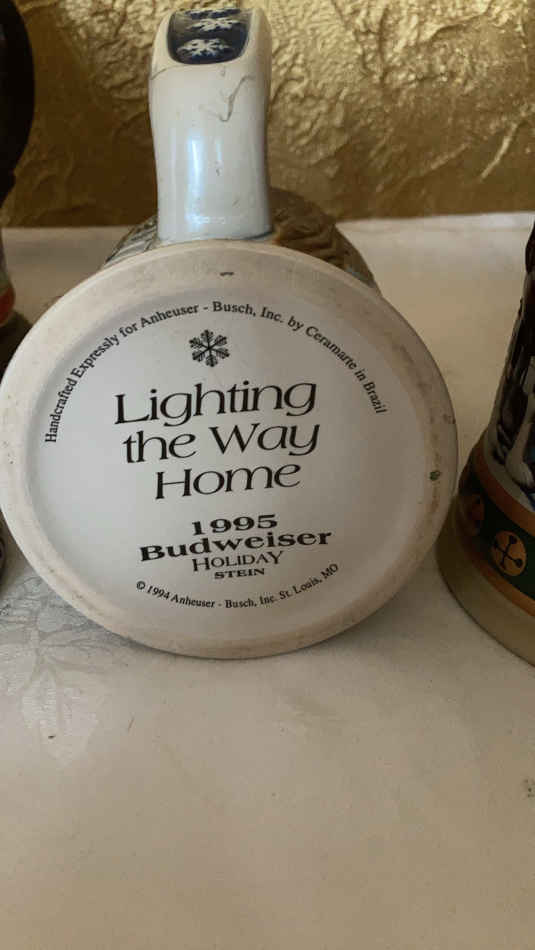 Handcrafted Expressly for Anheuser - Busch, Inc. by Ceramarte in Brazil
Lighting
the Way
Home
1995
Budweiser
HOLIDAY
STEIN
© 1994 Anheuser - Busch, Inc. St. Louis, MO